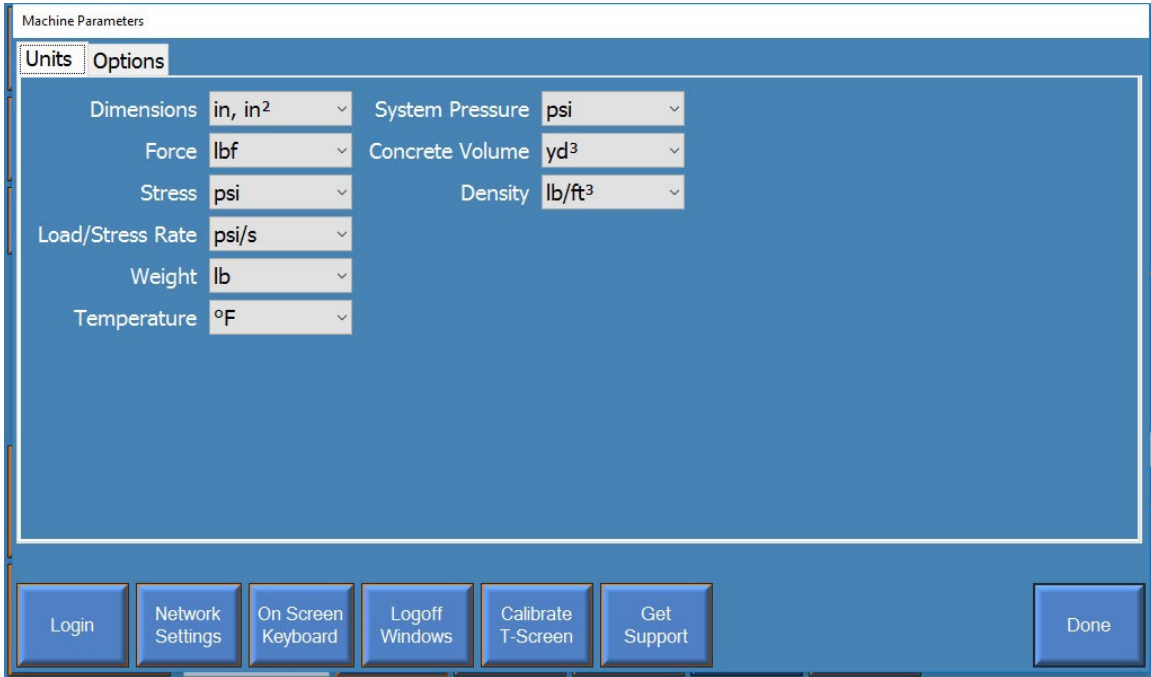 Machine Parameters
Units Options
Dimensions in, in² System Pressure psi
Force lbf Concrete Volume yd³
Stress psi Density lb/ft³
Load/Stress Rate psi/s
Weight lb
Temperature °F
Login Network Settings On Screen Keyboard Logoff Windows Calibrate T-Screen Get Support Done